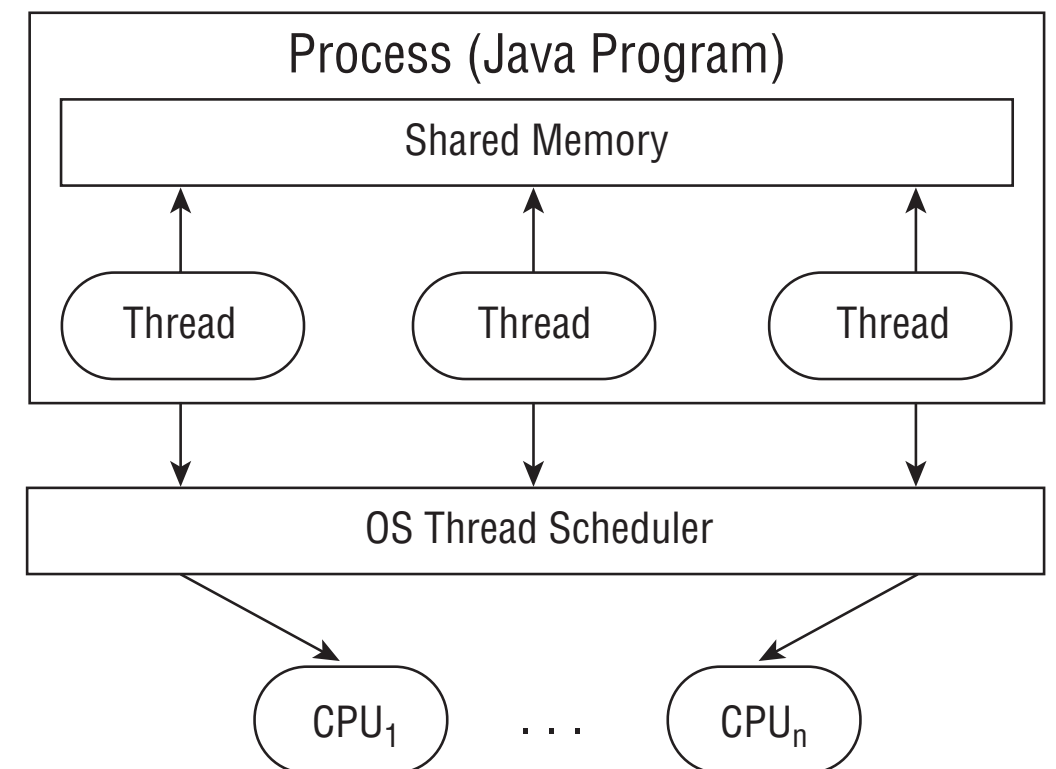 Process (Java Program)
Shared Memory
Thread Thread Thread
OS Thread Scheduler
CPU₁ . . . CPUₙ